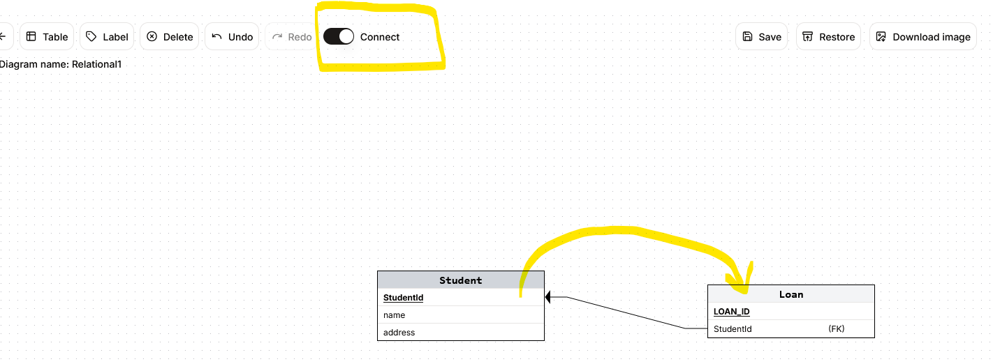 Table Label Delete Undo Redo Connect Save Restore Download image
Diagram name: Relational1
Student
StudentId
name
address
Loan
LOAN_ID
StudentId (FK)